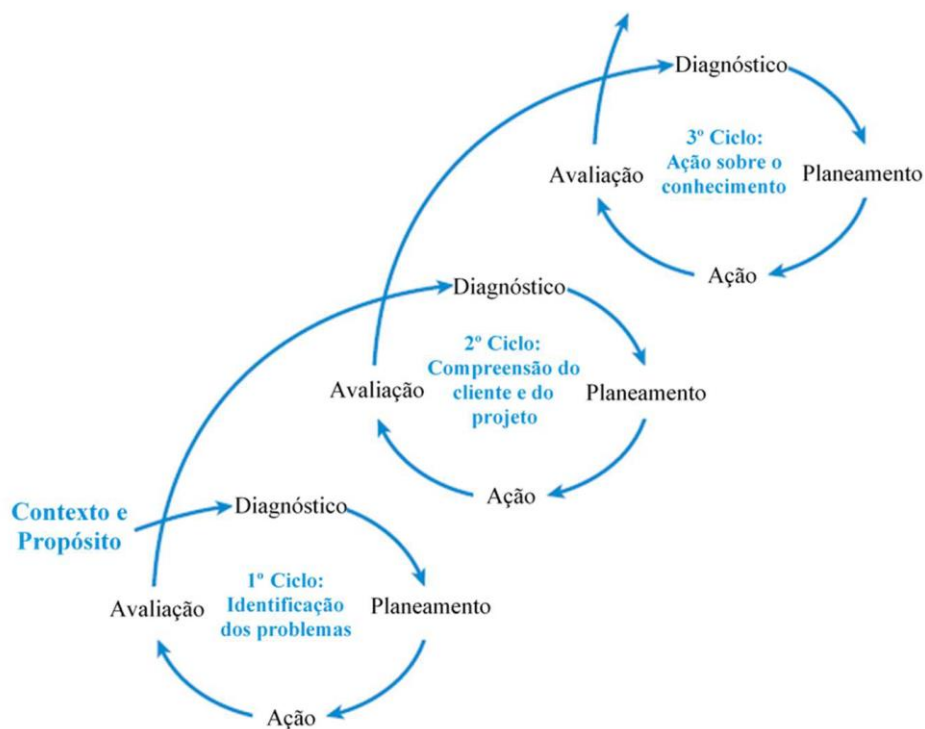 Diagnóstico
3º Ciclo:
Ação sobre o
conhecimento
Avaliação
Planeamento
Ação
Diagnóstico
2º Ciclo:
Compreensão do
cliente e do
projeto
Avaliação
Planeamento
Ação
Contexto e
Propósito
Diagnóstico
1º Ciclo:
Identificação
dos problemas
Avaliação
Planeamento
Ação